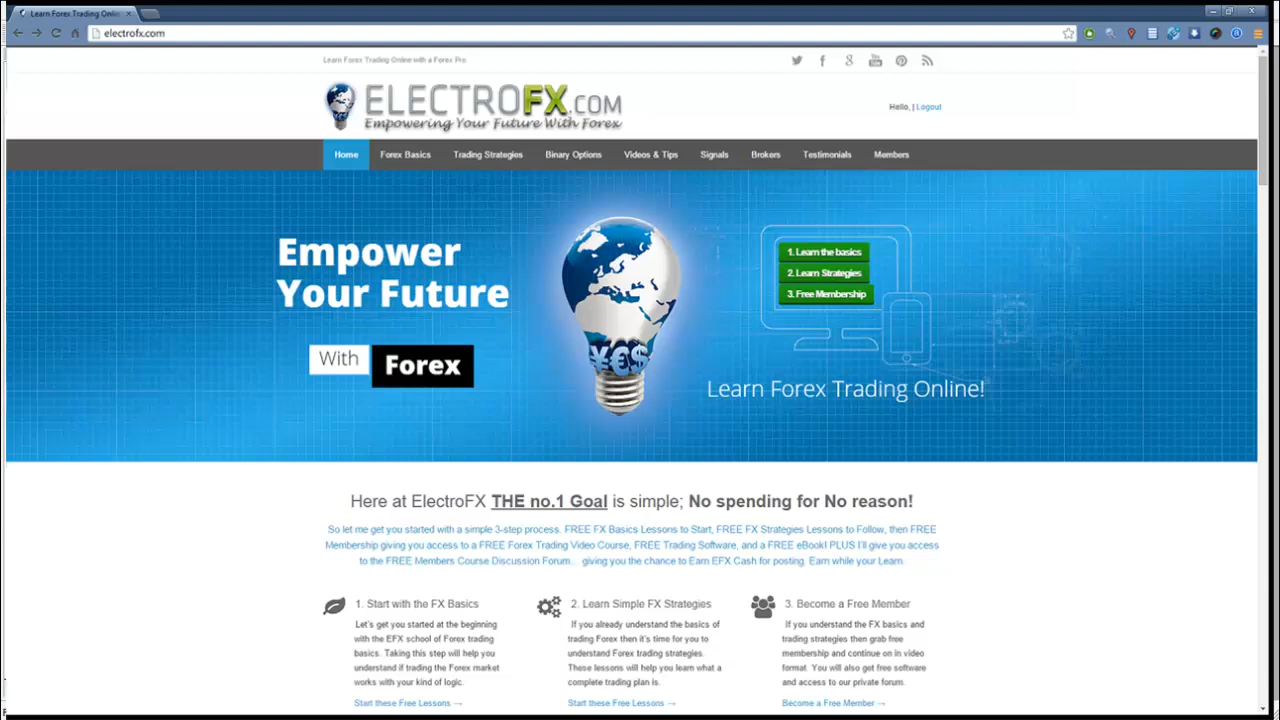 Learn Forex Trading Onlin
electrofx.com
Learn Forex Trading Online with a Forex Pro
ELECTROFX.COM
Empowering Your Future With Forex
Hello, | Logout
Home Forex Basics Trading Strategies Binary Options Videos & Tips Signals Brokers Testimonials Members
Empower
Your Future
With Forex
¥€$
1. Learn the basics
2. Learn Strategies
3. Free Membership
Learn Forex Trading Online!
Here at ElectroFX THE no.1 Goal is simple; No spending for No reason!
So let me get you started with a simple 3-step process. FREE FX Basics Lessons to Start, FREE FX Strategies Lessons to Follow, then FREE
Membership giving you access to a FREE Forex Trading Video Course, FREE Trading Software, and a FREE eBook! PLUS I'll give you access
to the FREE Members Course Discussion Forum... giving you the chance to Earn EFX Cash for posting. Earn while your Learn.
1. Start with the FX Basics
Let's get you started at the beginning
with the EFX school of Forex trading
basics. Taking this step will help you
understand if trading the Forex market
works with your kind of logic.
Start these Free Lessons →
2. Learn Simple FX Strategies
If you already understand the basics of
trading Forex then it's time for you to
understand Forex trading strategies.
These lessons will help you learn what a
complete trading plan is.
Start these Free Lessons →
3. Become a Free Member
If you understand the FX basics and
trading strategies then grab free
membership and continue on in video
format. You will also get free software
and access to our private forum.
Become a Free Member →